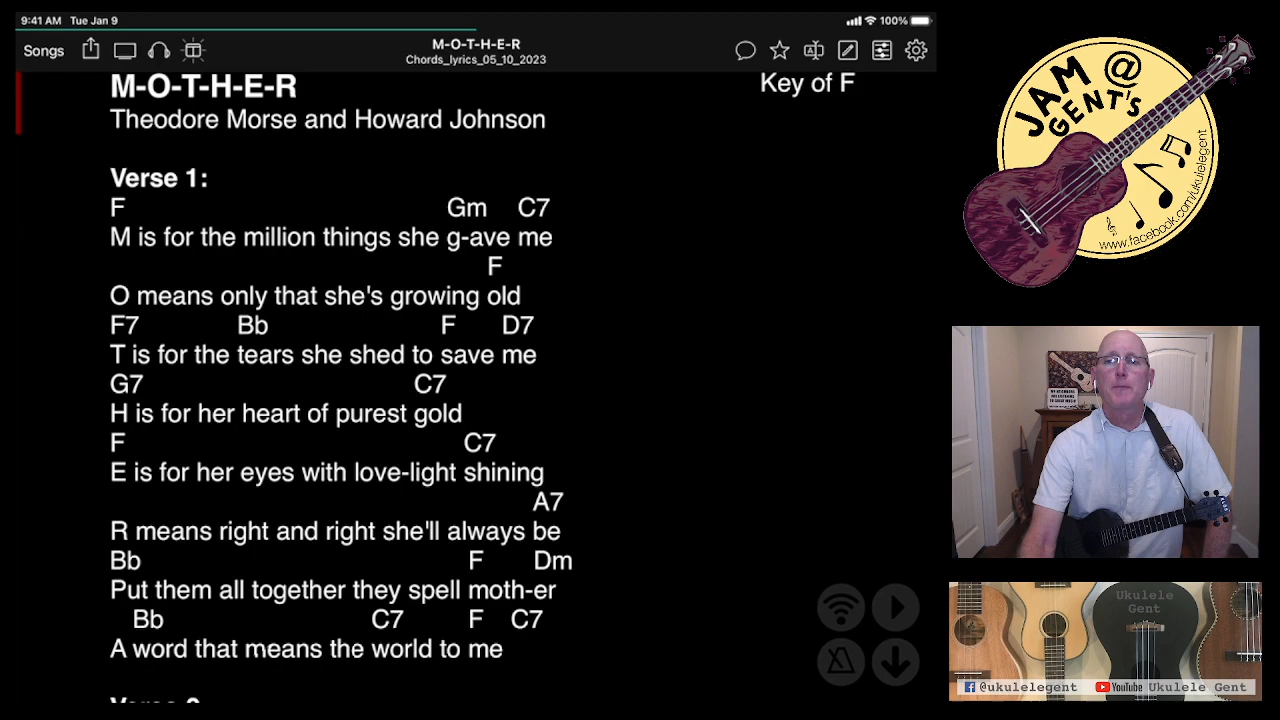 9:41 AM Tue Jan 9
100%
Songs
M-O-T-H-E-R
Chords_lyrics_05_10_2023
M-O-T-H-E-R
Key of F
Theodore Morse and Howard Johnson
Verse 1:
F Gm C7
M is for the million things she g-ave me
F
O means only that she's growing old
F7 Bb F D7
T is for the tears she shed to save me
G7 C7
H is for her heart of purest gold
F C7
E is for her eyes with love-light shining
A7
R means right and right she'll always be
Bb F Dm
Put them all together they spell moth-er
Bb C7 F C7
A word that means the world to me
JAM @
GENT'S
www.facebook.com/ukulelegent
Ukulele
Gent
@ukulelegent
YouTube Ukulele Gent